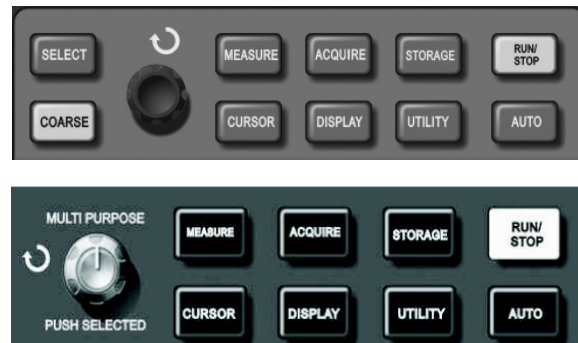 SELECT
MEASURE
ACQUIRE
STORAGE
RUN/
STOP
COARSE
CURSOR
DISPLAY
UTILITY
AUTO
MULTI PURPOSE
PUSH SELECTED
MEASURE
ACQUIRE
STORAGE
RUN/
STOP
CURSOR
DISPLAY
UTILITY
AUTO